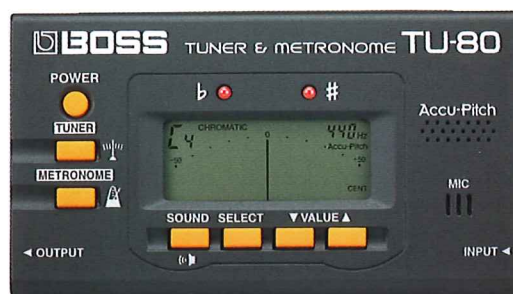 BOSS TUNER & METRONOME TU-80
POWER
♭ ♯
TUNER
C4 CHROMATIC 0 440Hz
Accu-Pitch
-50 +50
CENT
Accu-Pitch
METRONOME
MIC
SOUND SELECT ▼VALUE▲
◄ OUTPUT
INPUT ◄